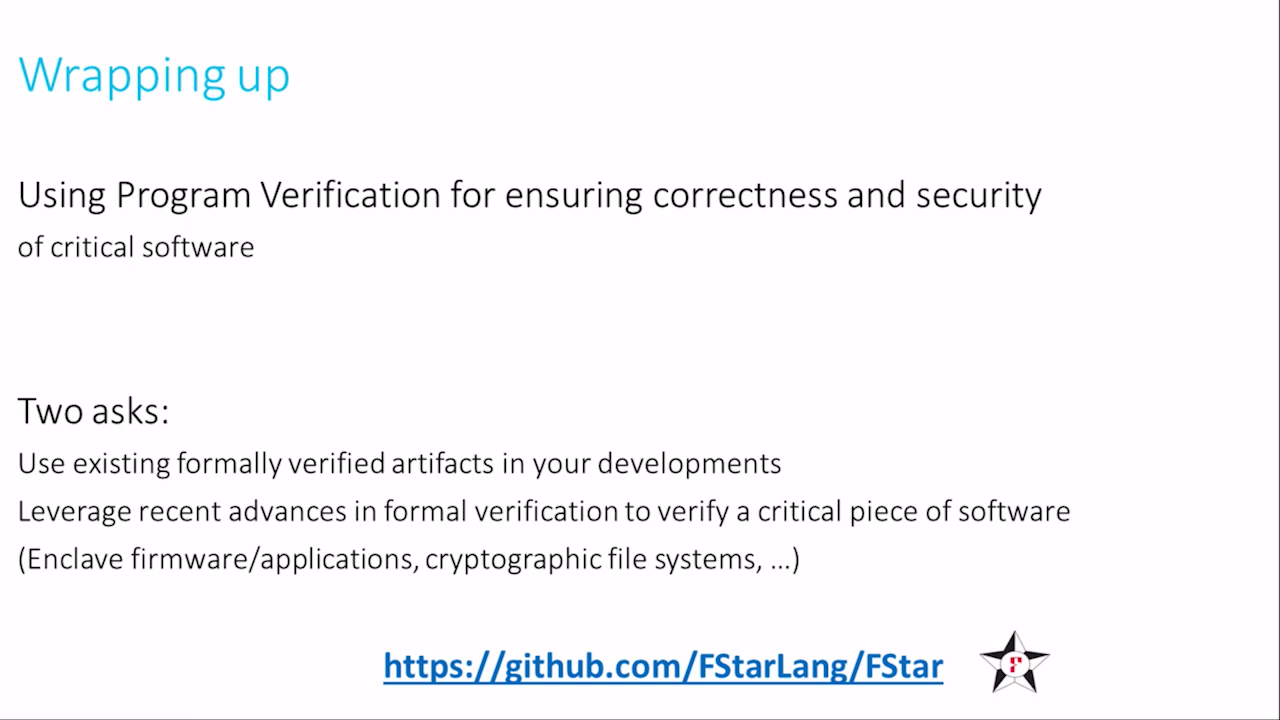 Wrapping up
Using Program Verification for ensuring correctness and security
of critical software
Two asks:
Use existing formally verified artifacts in your developments
Leverage recent advances in formal verification to verify a critical piece of software
(Enclave firmware/applications, cryptographic file systems, ...)
https://github.com/FStarLang/FStar
F